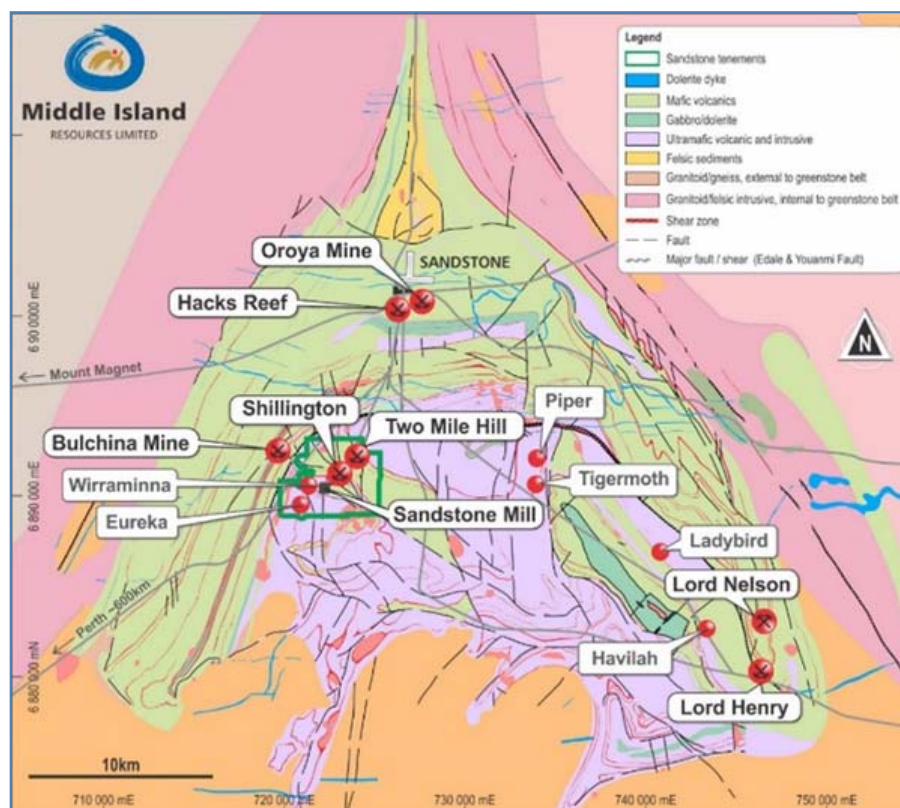 Middle Island
RESOURCES LIMITED
Legend
Sandstone tenements
Dolerite dyke
Mafic volcanics
Gabbro/dolerite
Ultramafic volcanic and intrusive
Felsic sediments
Granitoid/gneiss, external to greenstone belt
Granitoid/felsic intrusive, internal to greenstone belt
Shear zone
Fault
Major fault / shear (Edale & Youanmi Fault)
Oroya Mine
SANDSTONE
Hacks Reef
6 90 0000 mE
N
Mount Magnet
Shillington
Piper
Two Mile Hill
Bulchina Mine
Wirraminna
Tigermoth
6 890 000 mE
Eureka
Sandstone Mill
Ladybird
Lord Nelson
Perth ~600km
Havilah
6 880 000 mN
Lord Henry
10km
710 000 mE
720 000 mE
730 000 mE
740 000 mE
750 000 mE